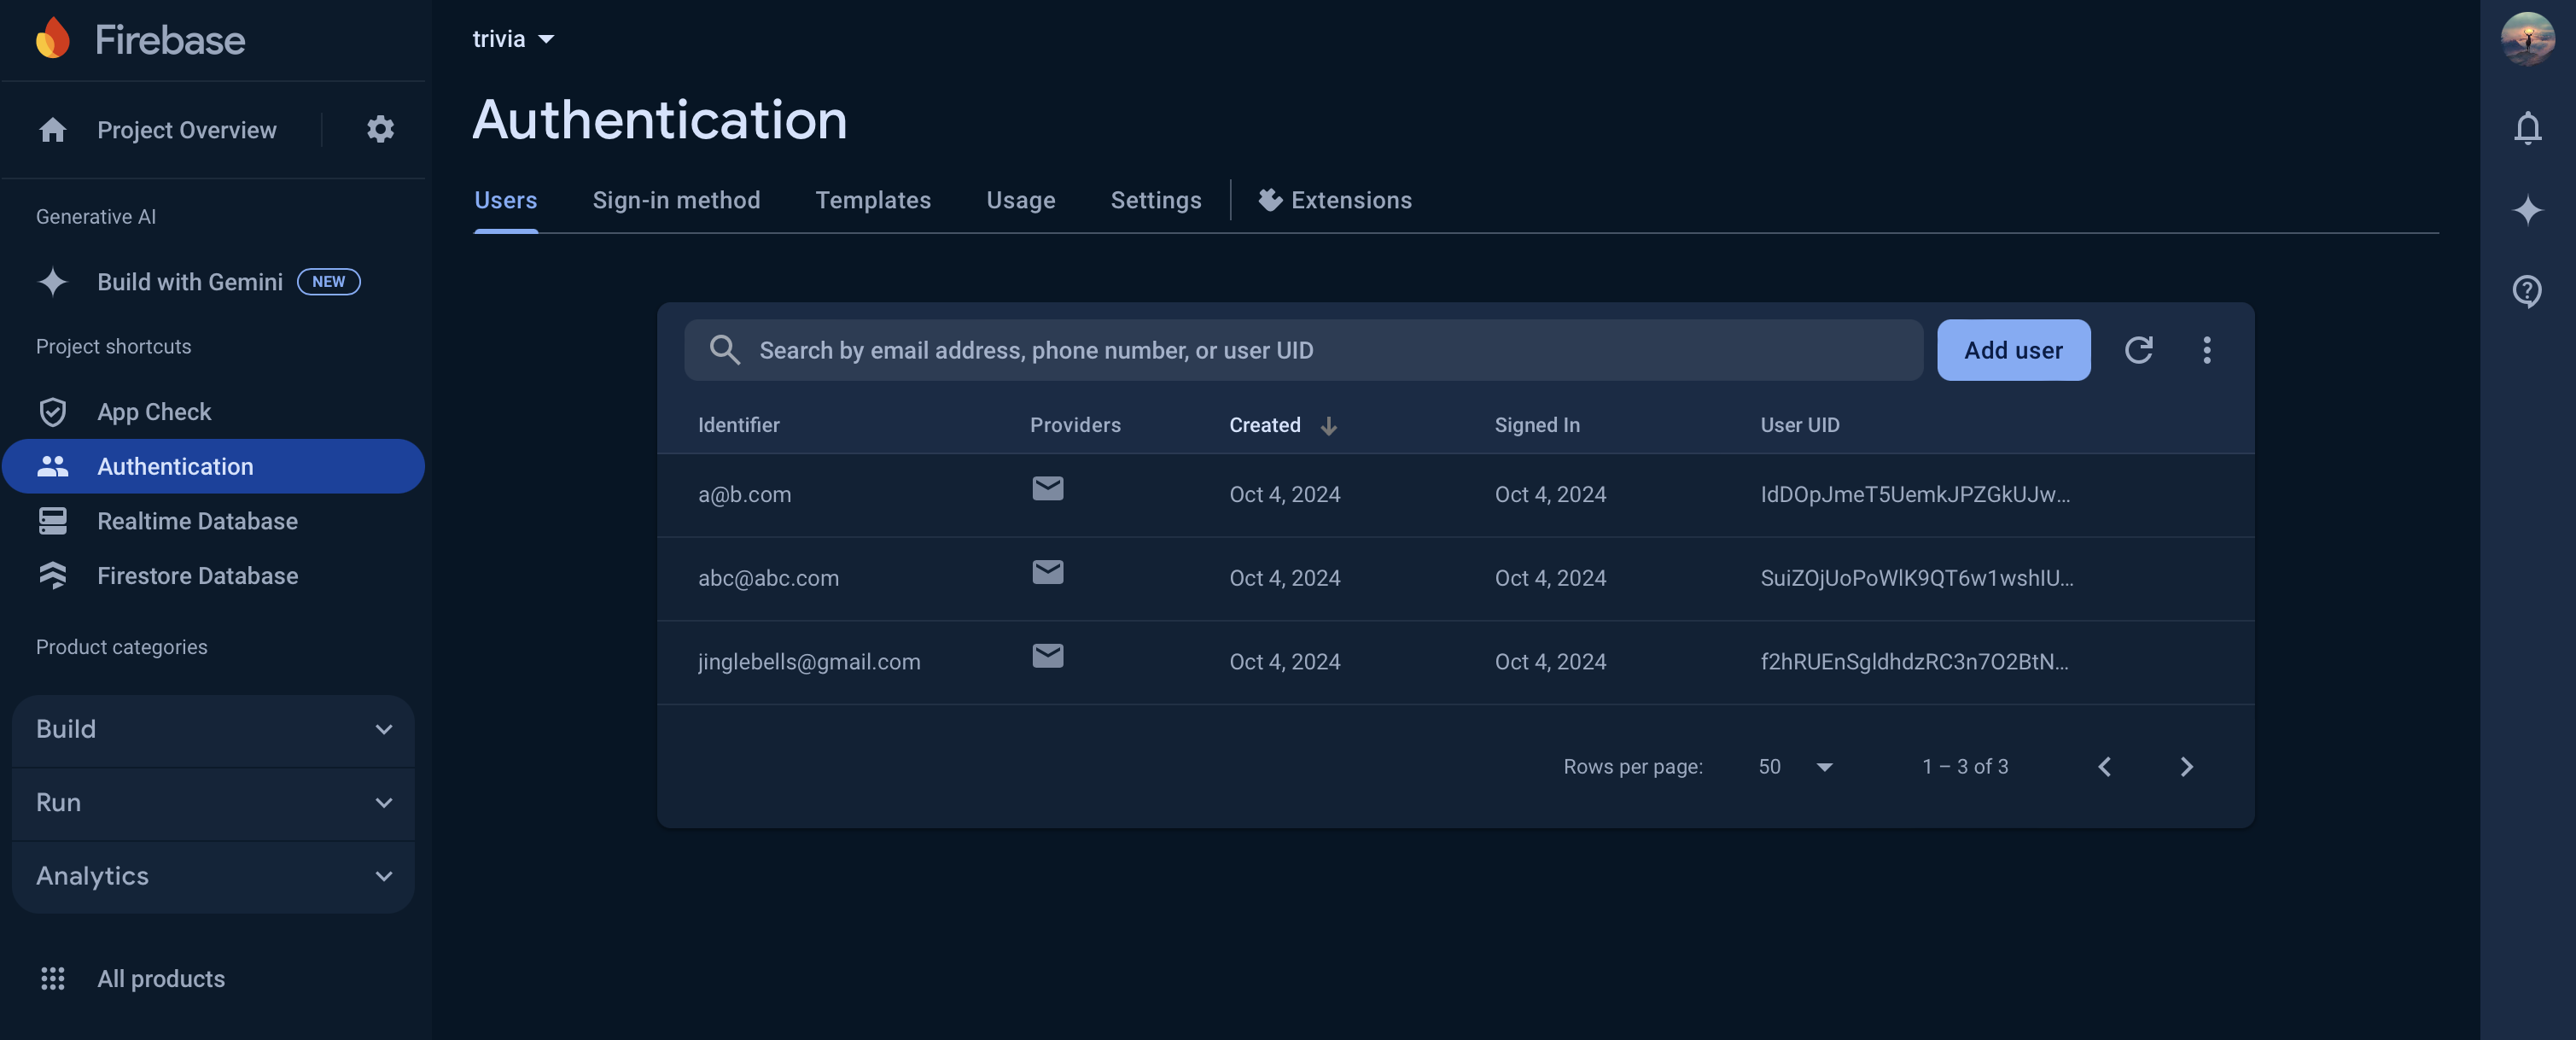 Firebase
Project Overview
Generative AI
Build with Gemini NEW
Project shortcuts
App Check
Authentication
Realtime Database
Firestore Database
Product categories
Build
Run
Analytics
All products
trivia
Authentication
Users Sign-in method Templates Usage Settings Extensions
Search by email address, phone number, or user UID Add user
Identifier Providers Created Signed In User UID
a@b.com Oct 4, 2024 Oct 4, 2024 IdDOpJmeT5UemkJPZGkUJw...
abc@abc.com Oct 4, 2024 Oct 4, 2024 SuiZOjUoPoWlK9QT6w1wshIU...
jinglebells@gmail.com Oct 4, 2024 Oct 4, 2024 f2hRUEnSgldhdzRC3n7O2BtN...
Rows per page: 50 1 – 3 of 3